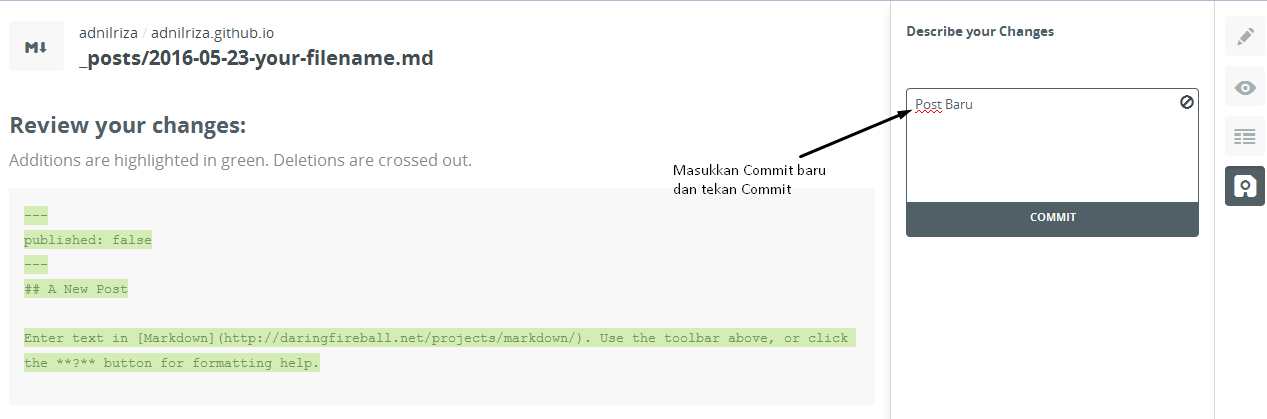 M↓
adnilriza / adnilriza.github.io
_posts/2016-05-23-your-filename.md
Review your changes:
Additions are highlighted in green. Deletions are crossed out.
---
published: false
---
## A New Post
Enter text in [Markdown](http://daringfireball.net/projects/markdown/). Use the toolbar above, or click
the **?** button for formatting help.
Masukkan Commit baru
dan tekan Commit
Describe your Changes
Post Baru
COMMIT